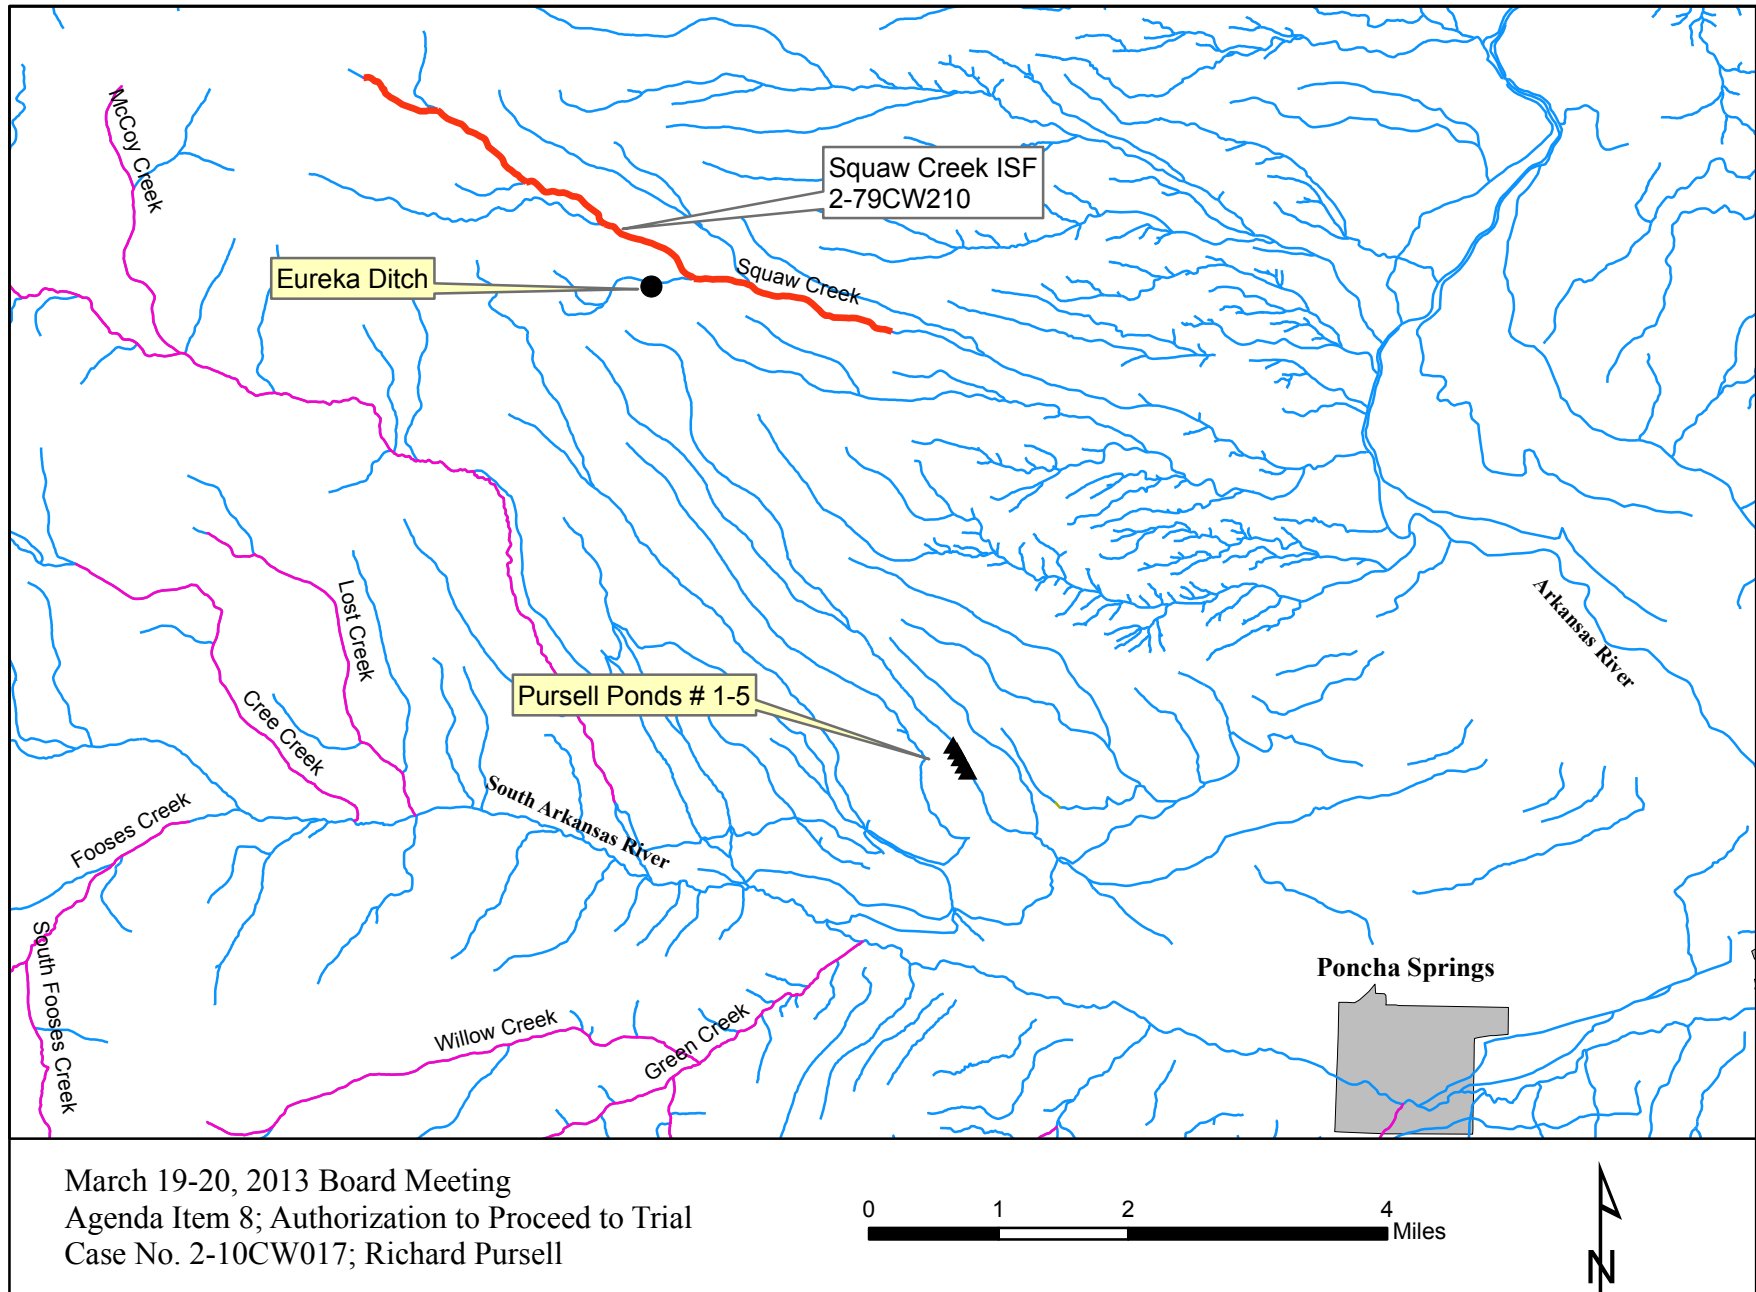 McCoy Creek
Squaw Creek ISF
2-79CW210
Squaw Creek
Eureka Ditch
Lost Creek
Cree Creek
Pursell Ponds # 1-5
Arkansas River
South Arkansas River
Fooses Creek
South Fooses Creek
Willow Creek
Green Creek
Poncha Springs
March 19-20, 2013 Board Meeting
Agenda Item 8; Authorization to Proceed to Trial
Case No. 2-10CW017; Richard Pursell
0 1 2 4
Miles
N